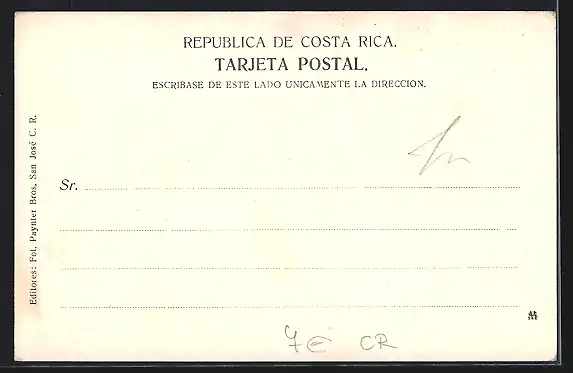 REPUBLICA DE COSTA RICA.
TARJETA POSTAL.
ESCRIBASE DE ESTE LADO UNICAMENTE LA DIRECCION.
Sr.
Editores: Fot. Paynter Bros, San José C. R.
7€ CR